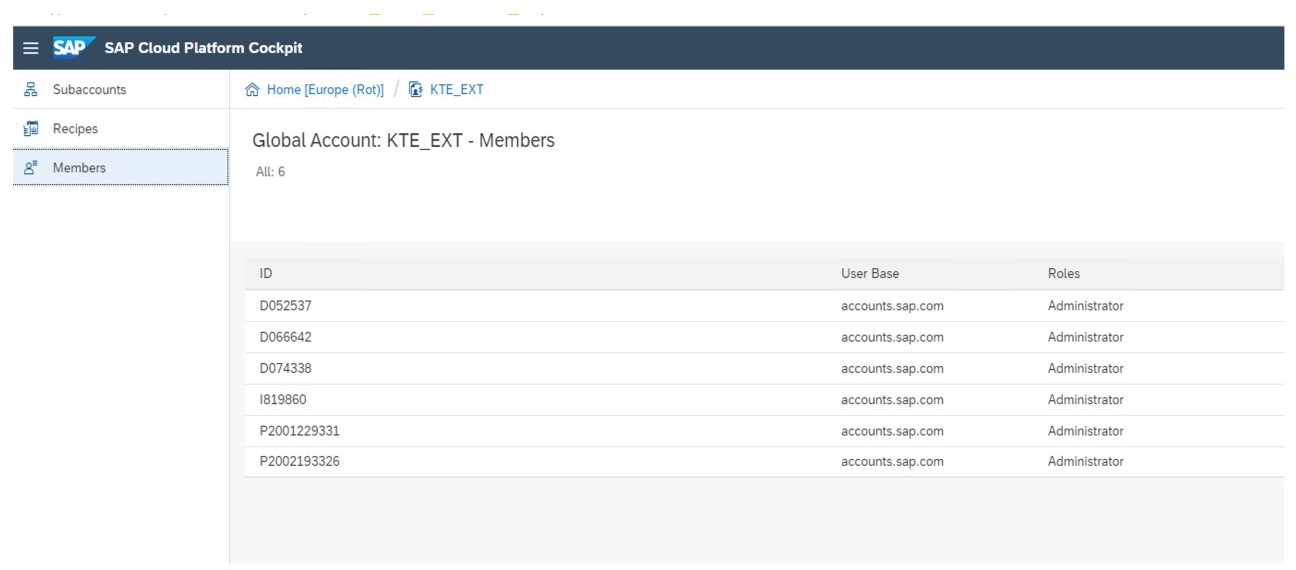 SAP SAP Cloud Platform Cockpit
Subaccounts
Recipes
Members
Home [Europe (Rot)] / KTE_EXT
Global Account: KTE_EXT - Members
All: 6
ID User Base Roles
D052537 accounts.sap.com Administrator
D066642 accounts.sap.com Administrator
D074338 accounts.sap.com Administrator
I819860 accounts.sap.com Administrator
P2001229331 accounts.sap.com Administrator
P2002193326 accounts.sap.com Administrator